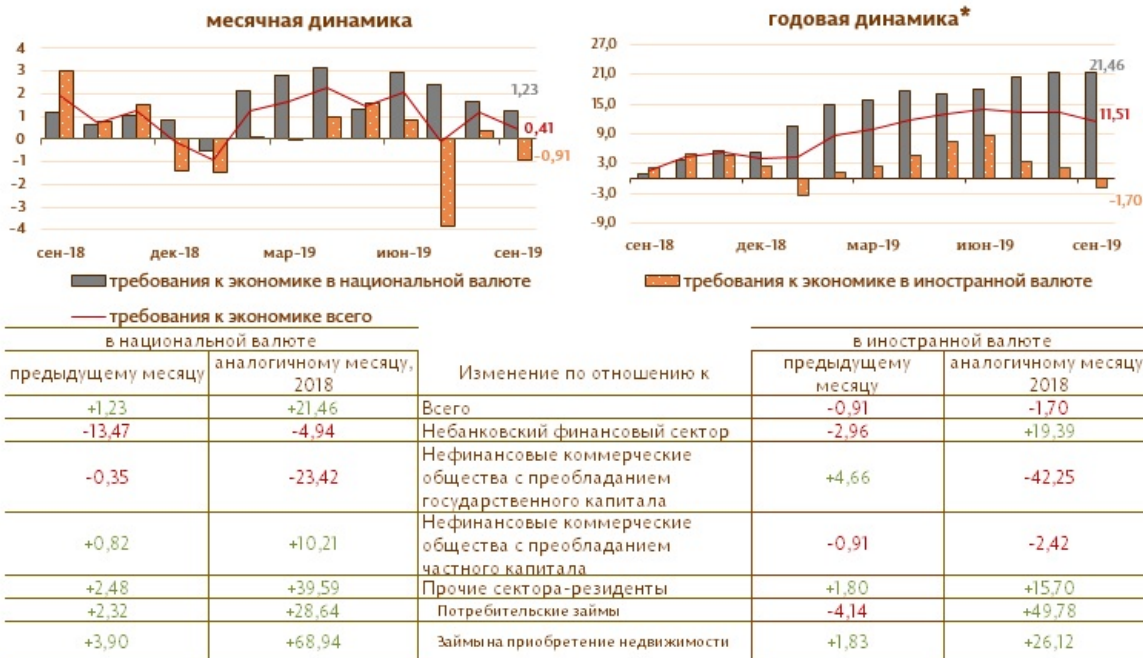 месячная динамика
4
3
2
1
0
-1
-2
-3
-4
1,23
0,41
-0,91
сен-18
дек-18
мар-19
июн-19
сен-19
годовая динамика*
27,0
21,0
15,0
9,0
3,0
-3,0
-9,0
21,46
11,51
-1,70
сен-18
дек-18
мар-19
июн-19
сен-19
требования к экономике в национальной валюте
требования к экономике в иностранной валюте
требования к экономике всего
в национальной валюте
в иностранной валюте
предыдущему месяцу
аналогичному месяцу,
2018
Изменение по отношению к
предыдущему
месяцу
аналогичному месяцу
2018
+1,23 +21,46 Всего -0,91 -1,70
-13,47 -4,94 Небанковский финансовый сектор -2,96 +19,39
Нефинансовые коммерческие
-0,35 -23,42 общества с преобладанием +4,66 -42,25
государственного капитала
Нефинансовые коммерческие
+0,82 +10,21 общества с преобладанием -0,91 -2,42
частного капитала
+2,48 +39,59 Прочие сектора-резиденты +1,80 +15,70
+2,32 +28,64 Потребительские займы -4,14 +49,78
+3,90 +68,94 Займы на приобретение недвижимости +1,83 +26,12